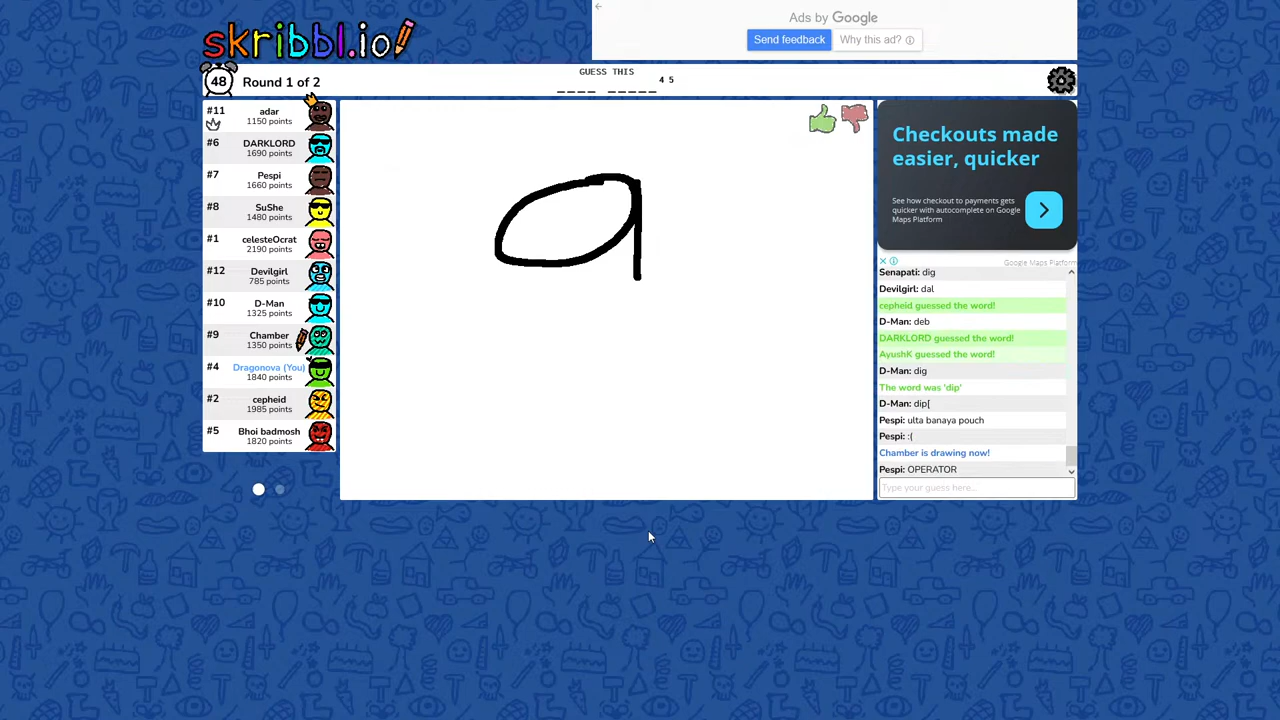 skribbl.io
Ads by Google
Send feedback
Why this ad?
48
Round 1 of 2
GUESS THIS
____ _____ 4 5
#11 adar
1150 points
#6 DARKLORD
1690 points
#7 Pespi
1660 points
#8 SuShe
1480 points
#1 celesteOcrat
2190 points
#12 Devilgirl
785 points
#10 D-Man
1325 points
#9 Chamber
1350 points
#4 Dragonova (You)
1840 points
#2 cepheid
1985 points
#5 Bhoi badmosh
1820 points
Checkouts made
easier, quicker
See how checkout to payments gets
quicker with autocomplete on Google
Maps Platform
Google Maps Platform
Senapati: dig
Devilgirl: dal
cepheid guessed the word!
D-Man: deb
DARKLORD guessed the word!
AyushK guessed the word!
D-Man: dig
The word was 'dip'
D-Man: dip[
Pespi: ulta banaya pouch
Pespi: :(
Chamber is drawing now!
Pespi: OPERATOR
Type your guess here...